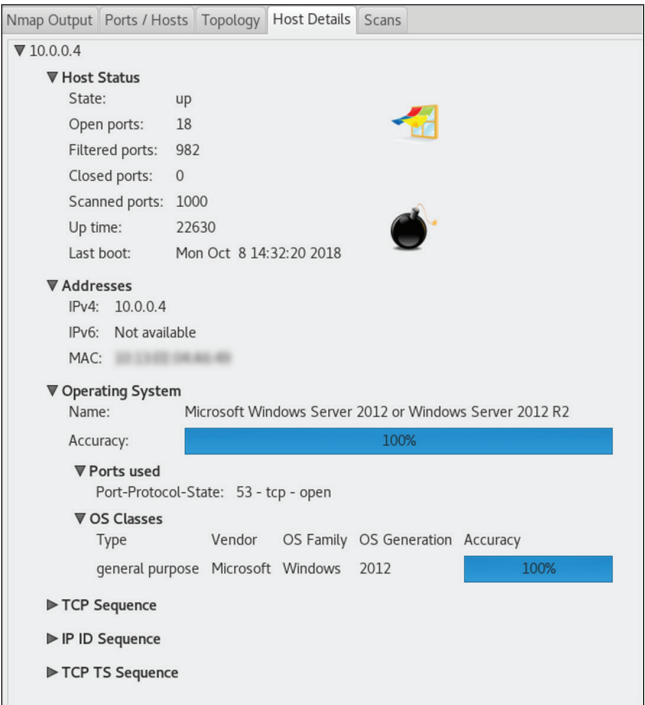 Nmap Output Ports / Hosts Topology Host Details Scans
10.0.0.4
Host Status
State: up
Open ports: 18
Filtered ports: 982
Closed ports: 0
Scanned ports: 1000
Up time: 22630
Last boot: Mon Oct 8 14:32:20 2018
Addresses
IPv4: 10.0.0.4
IPv6: Not available
MAC:
Operating System
Name: Microsoft Windows Server 2012 or Windows Server 2012 R2
Accuracy: 100%
Ports used
Port-Protocol-State: 53 - tcp - open
OS Classes
Type Vendor OS Family OS Generation Accuracy
general purpose Microsoft Windows 2012 100%
TCP Sequence
IP ID Sequence
TCP TS Sequence